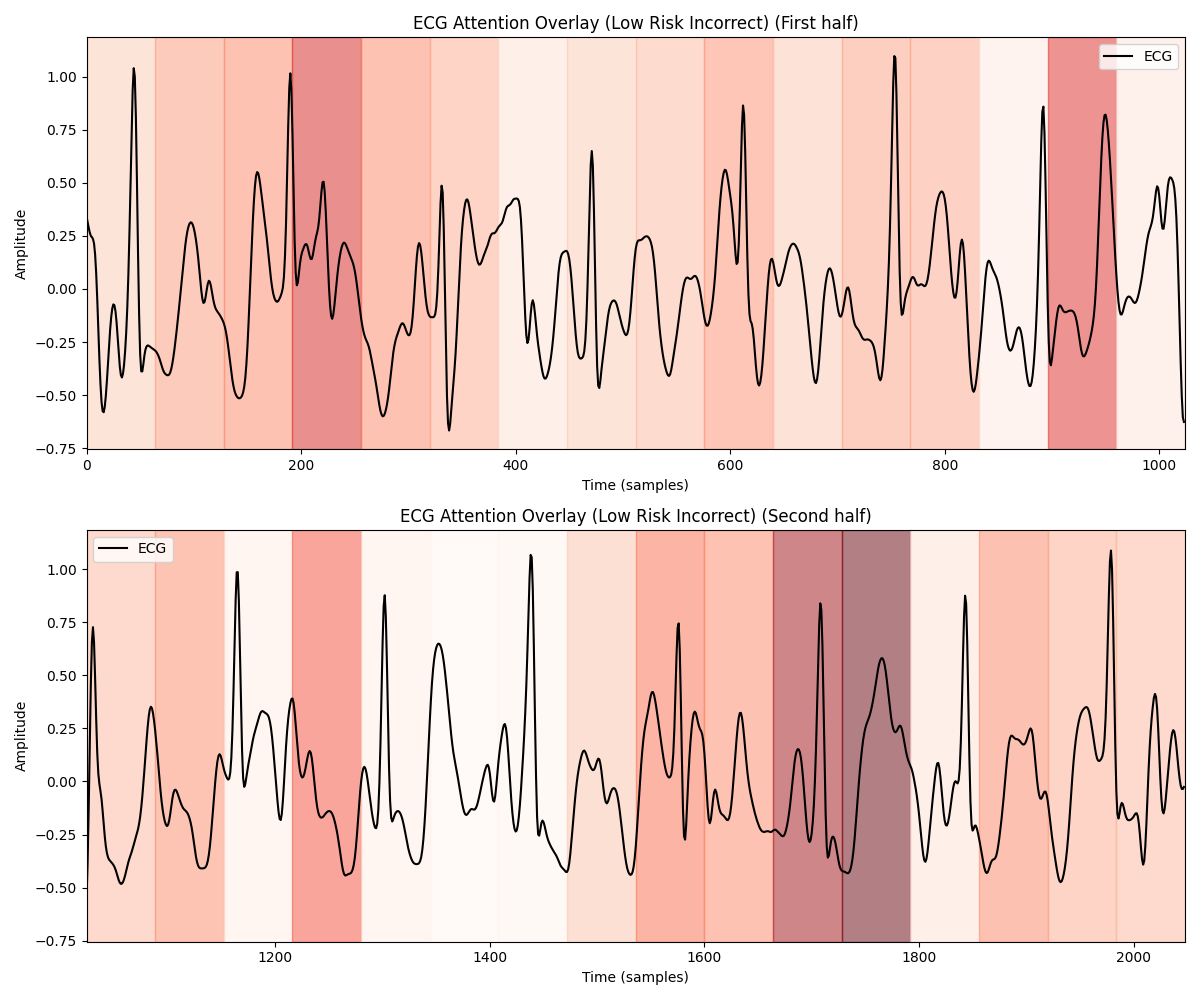 ECG Attention Overlay (Low Risk Incorrect) (First half)
ECG
1.00
0.75
0.50
0.25
0.00
−0.25
−0.50
−0.75
Amplitude
0 200 400 600 800 1000
Time (samples)
ECG Attention Overlay (Low Risk Incorrect) (Second half)
ECG
1.00
0.75
0.50
0.25
0.00
−0.25
−0.50
−0.75
Amplitude
1200 1400 1600 1800 2000
Time (samples)